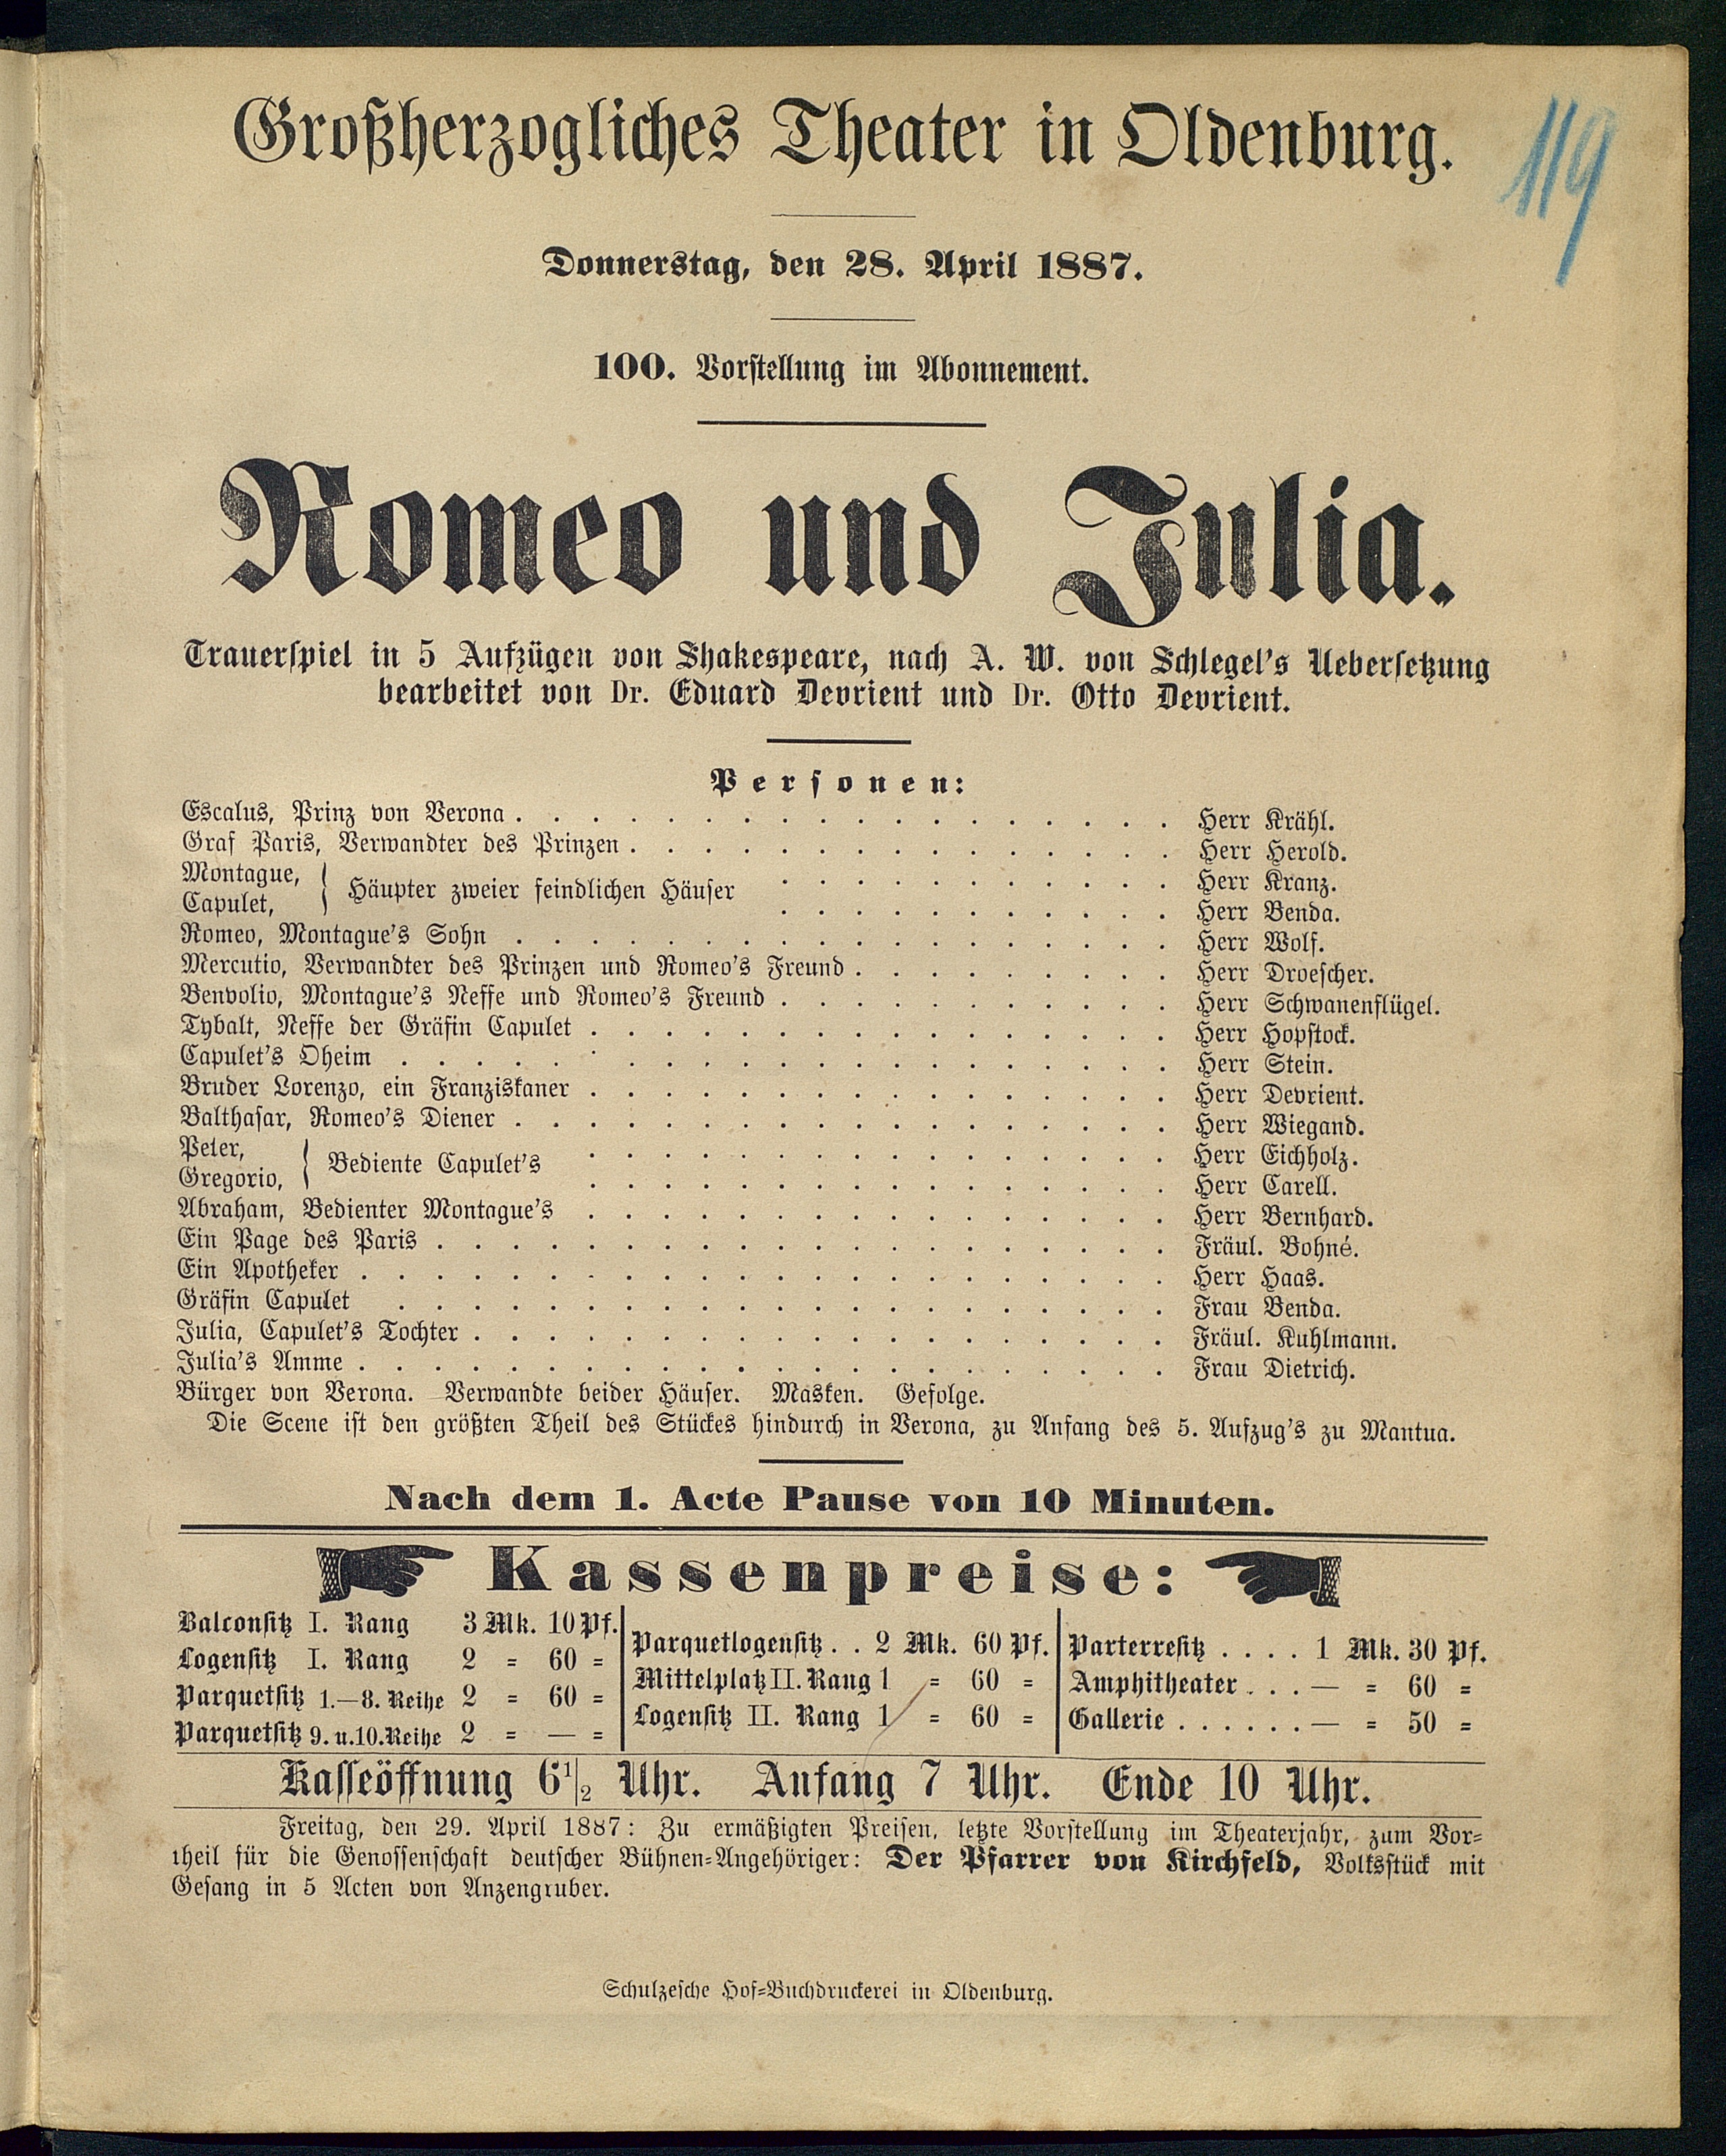 Großherzogliches Theater in Oldenburg.
119
Donnerstag, den 28. April 1887.
100. Vorstellung im Abonnement.
Romeo und Julia.
Trauerspiel in 5 Aufzügen von Shakespeare, nach A. W. von Schlegel's Uebersetzung
bearbeitet von Dr. Eduard Devrient und Dr. Otto Devrient.
Personen:
Escalus, Prinz von Verona . . . . . . . . . . Herr Krähl.
Graf Paris, Verwandter des Prinzen . . . . . . . . . . Herr Herold.
Montague, } Häupter zweier feindlichen Häuser . . . . . . . . . . Herr Kranz.
Capulet, . . . . . . . . . . Herr Benda.
Romeo, Montague's Sohn . . . . . . . . . . Herr Wolf.
Mercutio, Verwandter des Prinzen und Romeo's Freund . . . . . . . . . Herr Droescher.
Benvolio, Montague's Neffe und Romeo's Freund . . . . . . . . . . Herr Schwanenflügel.
Tybalt, Neffe der Gräfin Capulet . . . . . . . . . . Herr Hopstock.
Capulet's Oheim . . . . . . . . . . Herr Stein.
Bruder Lorenzo, ein Franziskaner . . . . . . . . . . Herr Devrient.
Balthasar, Romeo's Diener . . . . . . . . . . Herr Wiegand.
Peter, } Bediente Capulet's . . . . . . . . . . Herr Eichholz.
Gregorio, . . . . . . . . . . Herr Carell.
Abraham, Bedienter Montague's . . . . . . . . . . Herr Bernhard.
Ein Page des Paris . . . . . . . . . . Fräul. Bohné.
Ein Apotheker . . . . . . . . . . Herr Haas.
Gräfin Capulet . . . . . . . . . . Frau Benda.
Julia, Capulet's Tochter . . . . . . . . . . Fräul. Kuhlmann.
Julia's Amme . . . . . . . . . . Frau Dietrich.
Bürger von Verona. Verwandte beider Häuser. Masken. Gefolge.
Die Scene ist den größten Theil des Stückes hindurch in Verona, zu Anfang des 5. Aufzug's zu Mantua.
Nach dem 1. Acte Pause von 10 Minuten.
Kassenpreise:
Balconsitz I. Rang 3 Mk. 10 Pf.
Logensitz I. Rang 2 = 60 =
Parquetsitz 1.—8. Reihe 2 = 60 =
Parquetsitz 9. u. 10. Reihe 2 = — =
Parquetlogensitz . . 2 Mk. 60 Pf.
Mittelplatz II. Rang 1 = 60 =
Logensitz II. Rang 1 = 60 =
Parterresitz . . . . 1 Mk. 30 Pf.
Amphitheater . . . — = 60 =
Gallerie . . . . . . — = 50 =
Kasseöffnung 6 1/2 Uhr. Anfang 7 Uhr. Ende 10 Uhr.
Freitag, den 29. April 1887: Zu ermäßigten Preisen, letzte Vorstellung im Theaterjahr, zum Vor=
theil für die Genossenschaft deutscher Bühnen=Angehöriger: Der Pfarrer von Kirchfeld, Volksstück mit
Gesang in 5 Acten von Anzengruber.
Schulzesche Hof=Buchdruckerei in Oldenburg.